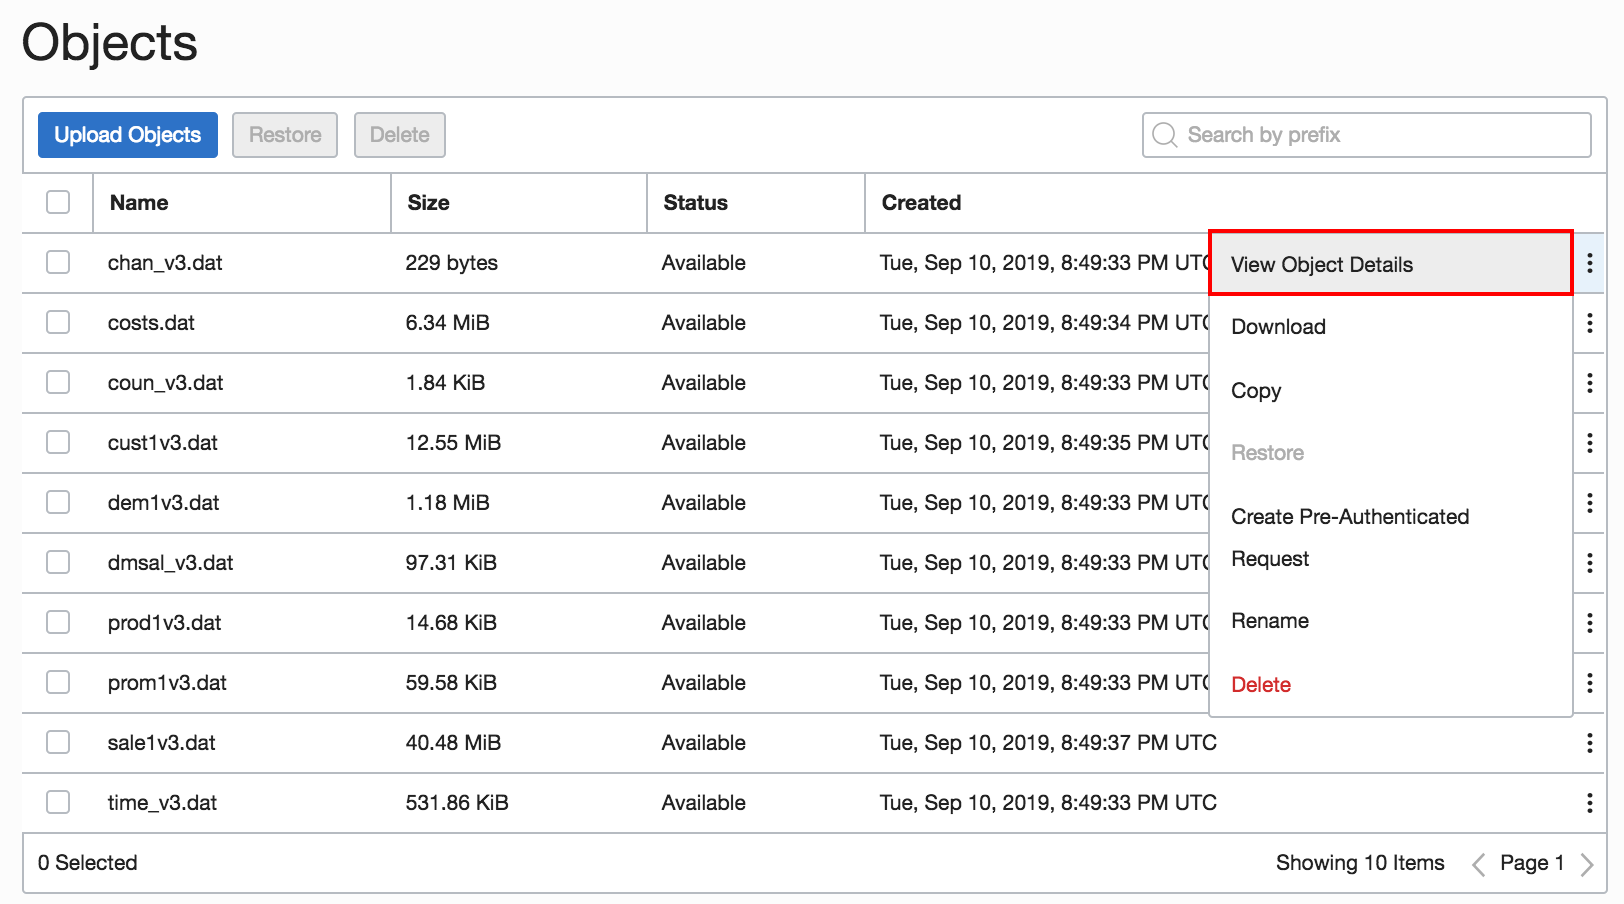 Objects
Upload Objects Restore Delete Search by prefix
Name Size Status Created
chan_v3.dat 229 bytes Available Tue, Sep 10, 2019, 8:49:33 PM UTC View Object Details
costs.dat 6.34 MiB Available Tue, Sep 10, 2019, 8:49:34 PM UTC Download
coun_v3.dat 1.84 KiB Available Tue, Sep 10, 2019, 8:49:33 PM UTC Copy
cust1v3.dat 12.55 MiB Available Tue, Sep 10, 2019, 8:49:35 PM UTC Restore
dem1v3.dat 1.18 MiB Available Tue, Sep 10, 2019, 8:49:33 PM UTC Create Pre-Authenticated
dmsal_v3.dat 97.31 KiB Available Tue, Sep 10, 2019, 8:49:33 PM UTC Request
prod1v3.dat 14.68 KiB Available Tue, Sep 10, 2019, 8:49:33 PM UTC Rename
prom1v3.dat 59.58 KiB Available Tue, Sep 10, 2019, 8:49:33 PM UTC Delete
sale1v3.dat 40.48 MiB Available Tue, Sep 10, 2019, 8:49:37 PM UTC
time_v3.dat 531.86 KiB Available Tue, Sep 10, 2019, 8:49:33 PM UTC
0 Selected Showing 10 Items Page 1